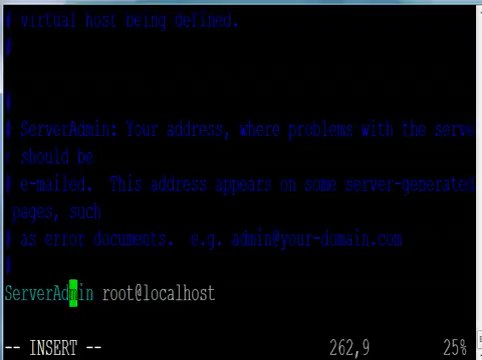 # virtual host being defined.
#
#
# ServerAdmin: Your address, where problems with the serve
r should be
# e-mailed.  This address appears on some server-generated
 pages, such
# as error documents.  e.g. admin@your-domain.com
#
ServerAdmin root@localhost
-- INSERT -- 262,9 25%